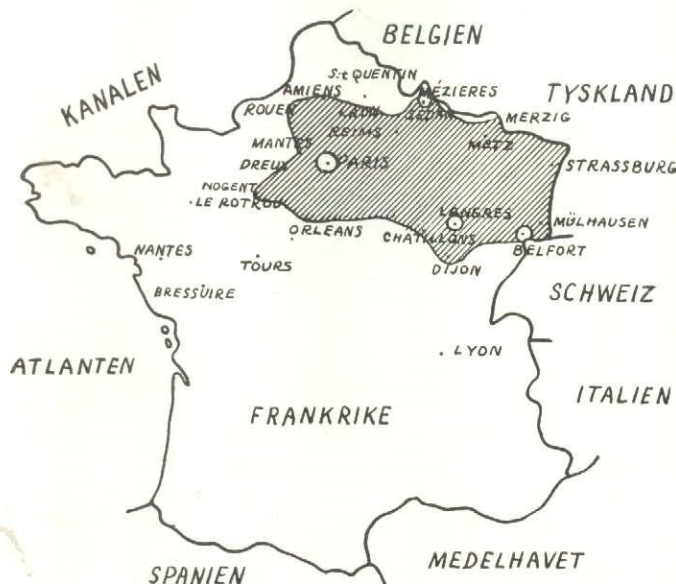 BELGIEN
KANALEN
S:t QUENTIN
AMIENS
MÉZIERES
TYSKLAND
ROUEN
LAON
SEDAN
MERZIG
REIMS
MANTES
METZ
DREUX
PARIS
STRASSBURG
NOGENT
LE ROTROU
LANGRES
MÜLHAUSEN
ORLEANS
CHATILLONS
BELFORT
NANTES
TOURS
DIJON
BRESSUIRE
SCHWEIZ
LYON
ATLANTEN
ITALIEN
FRANKRIKE
MEDELHAVET
SPANIEN